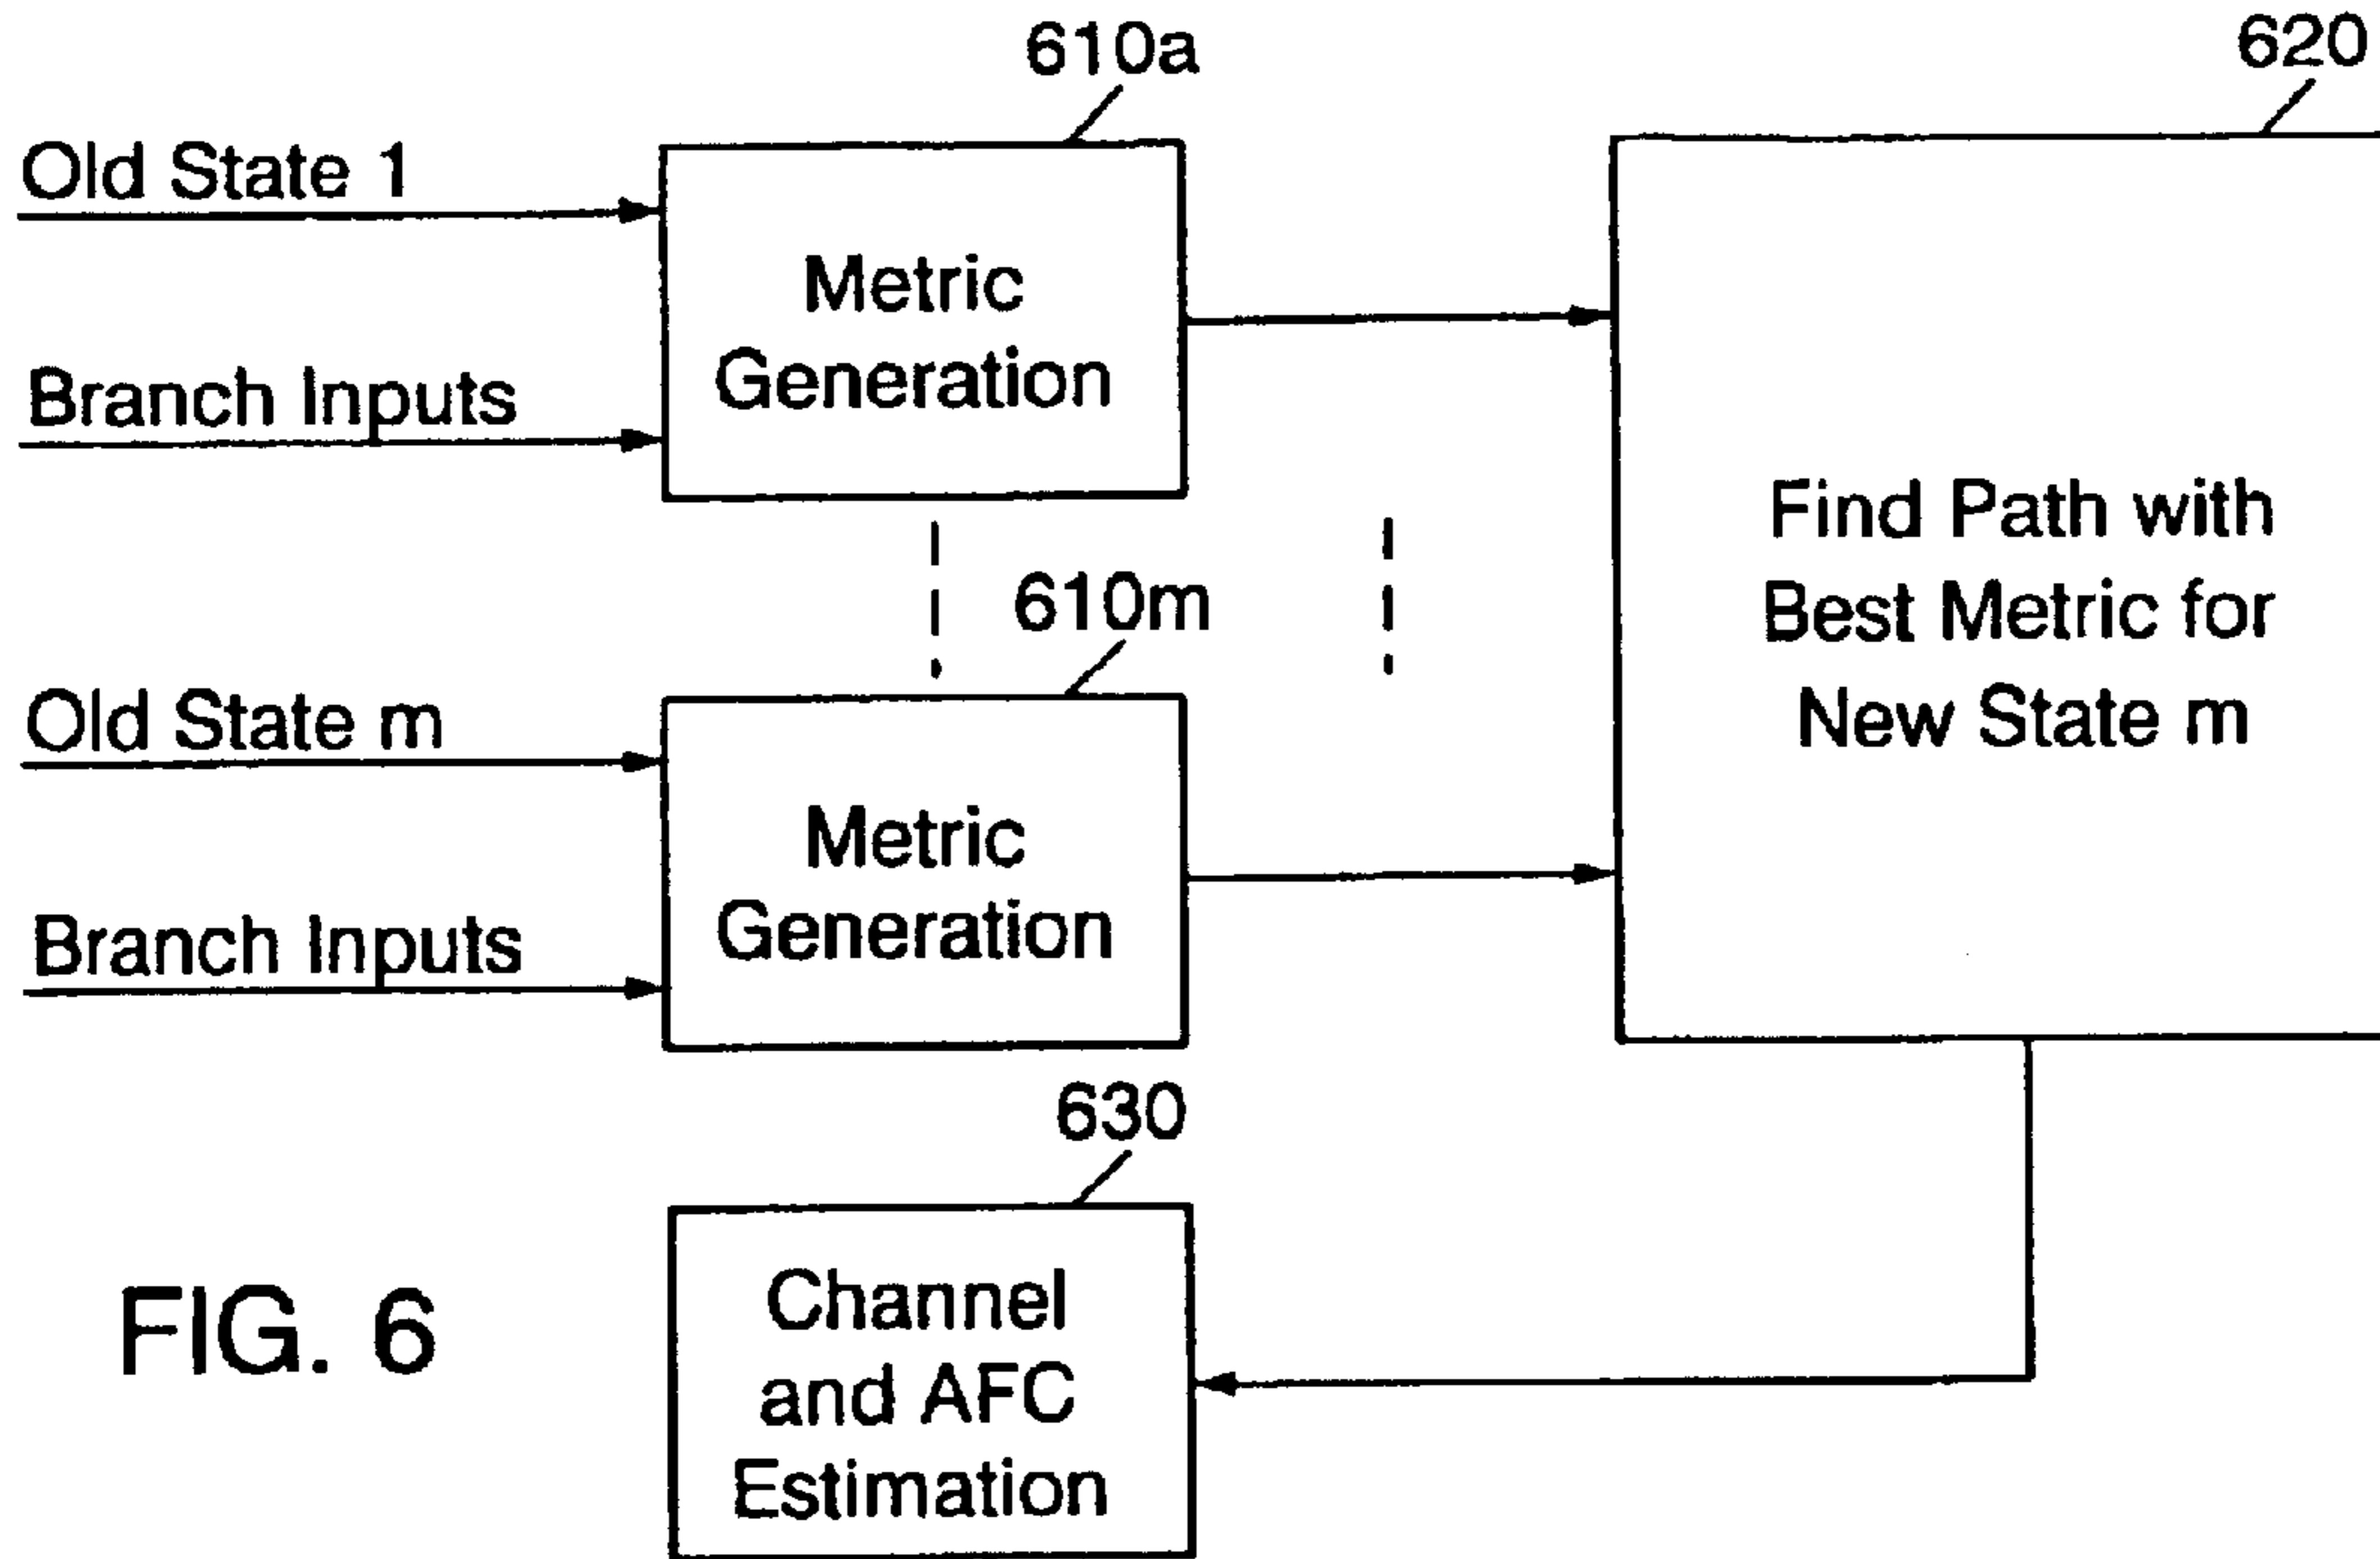 610a
620
Old State 1
Metric
Generation
Branch Inputs
Find Path with
Best Metric for
New State m
610m
Old State m
Metric
Generation
Branch Inputs
630
Channel
and AFC
Estimation
FIG. 6